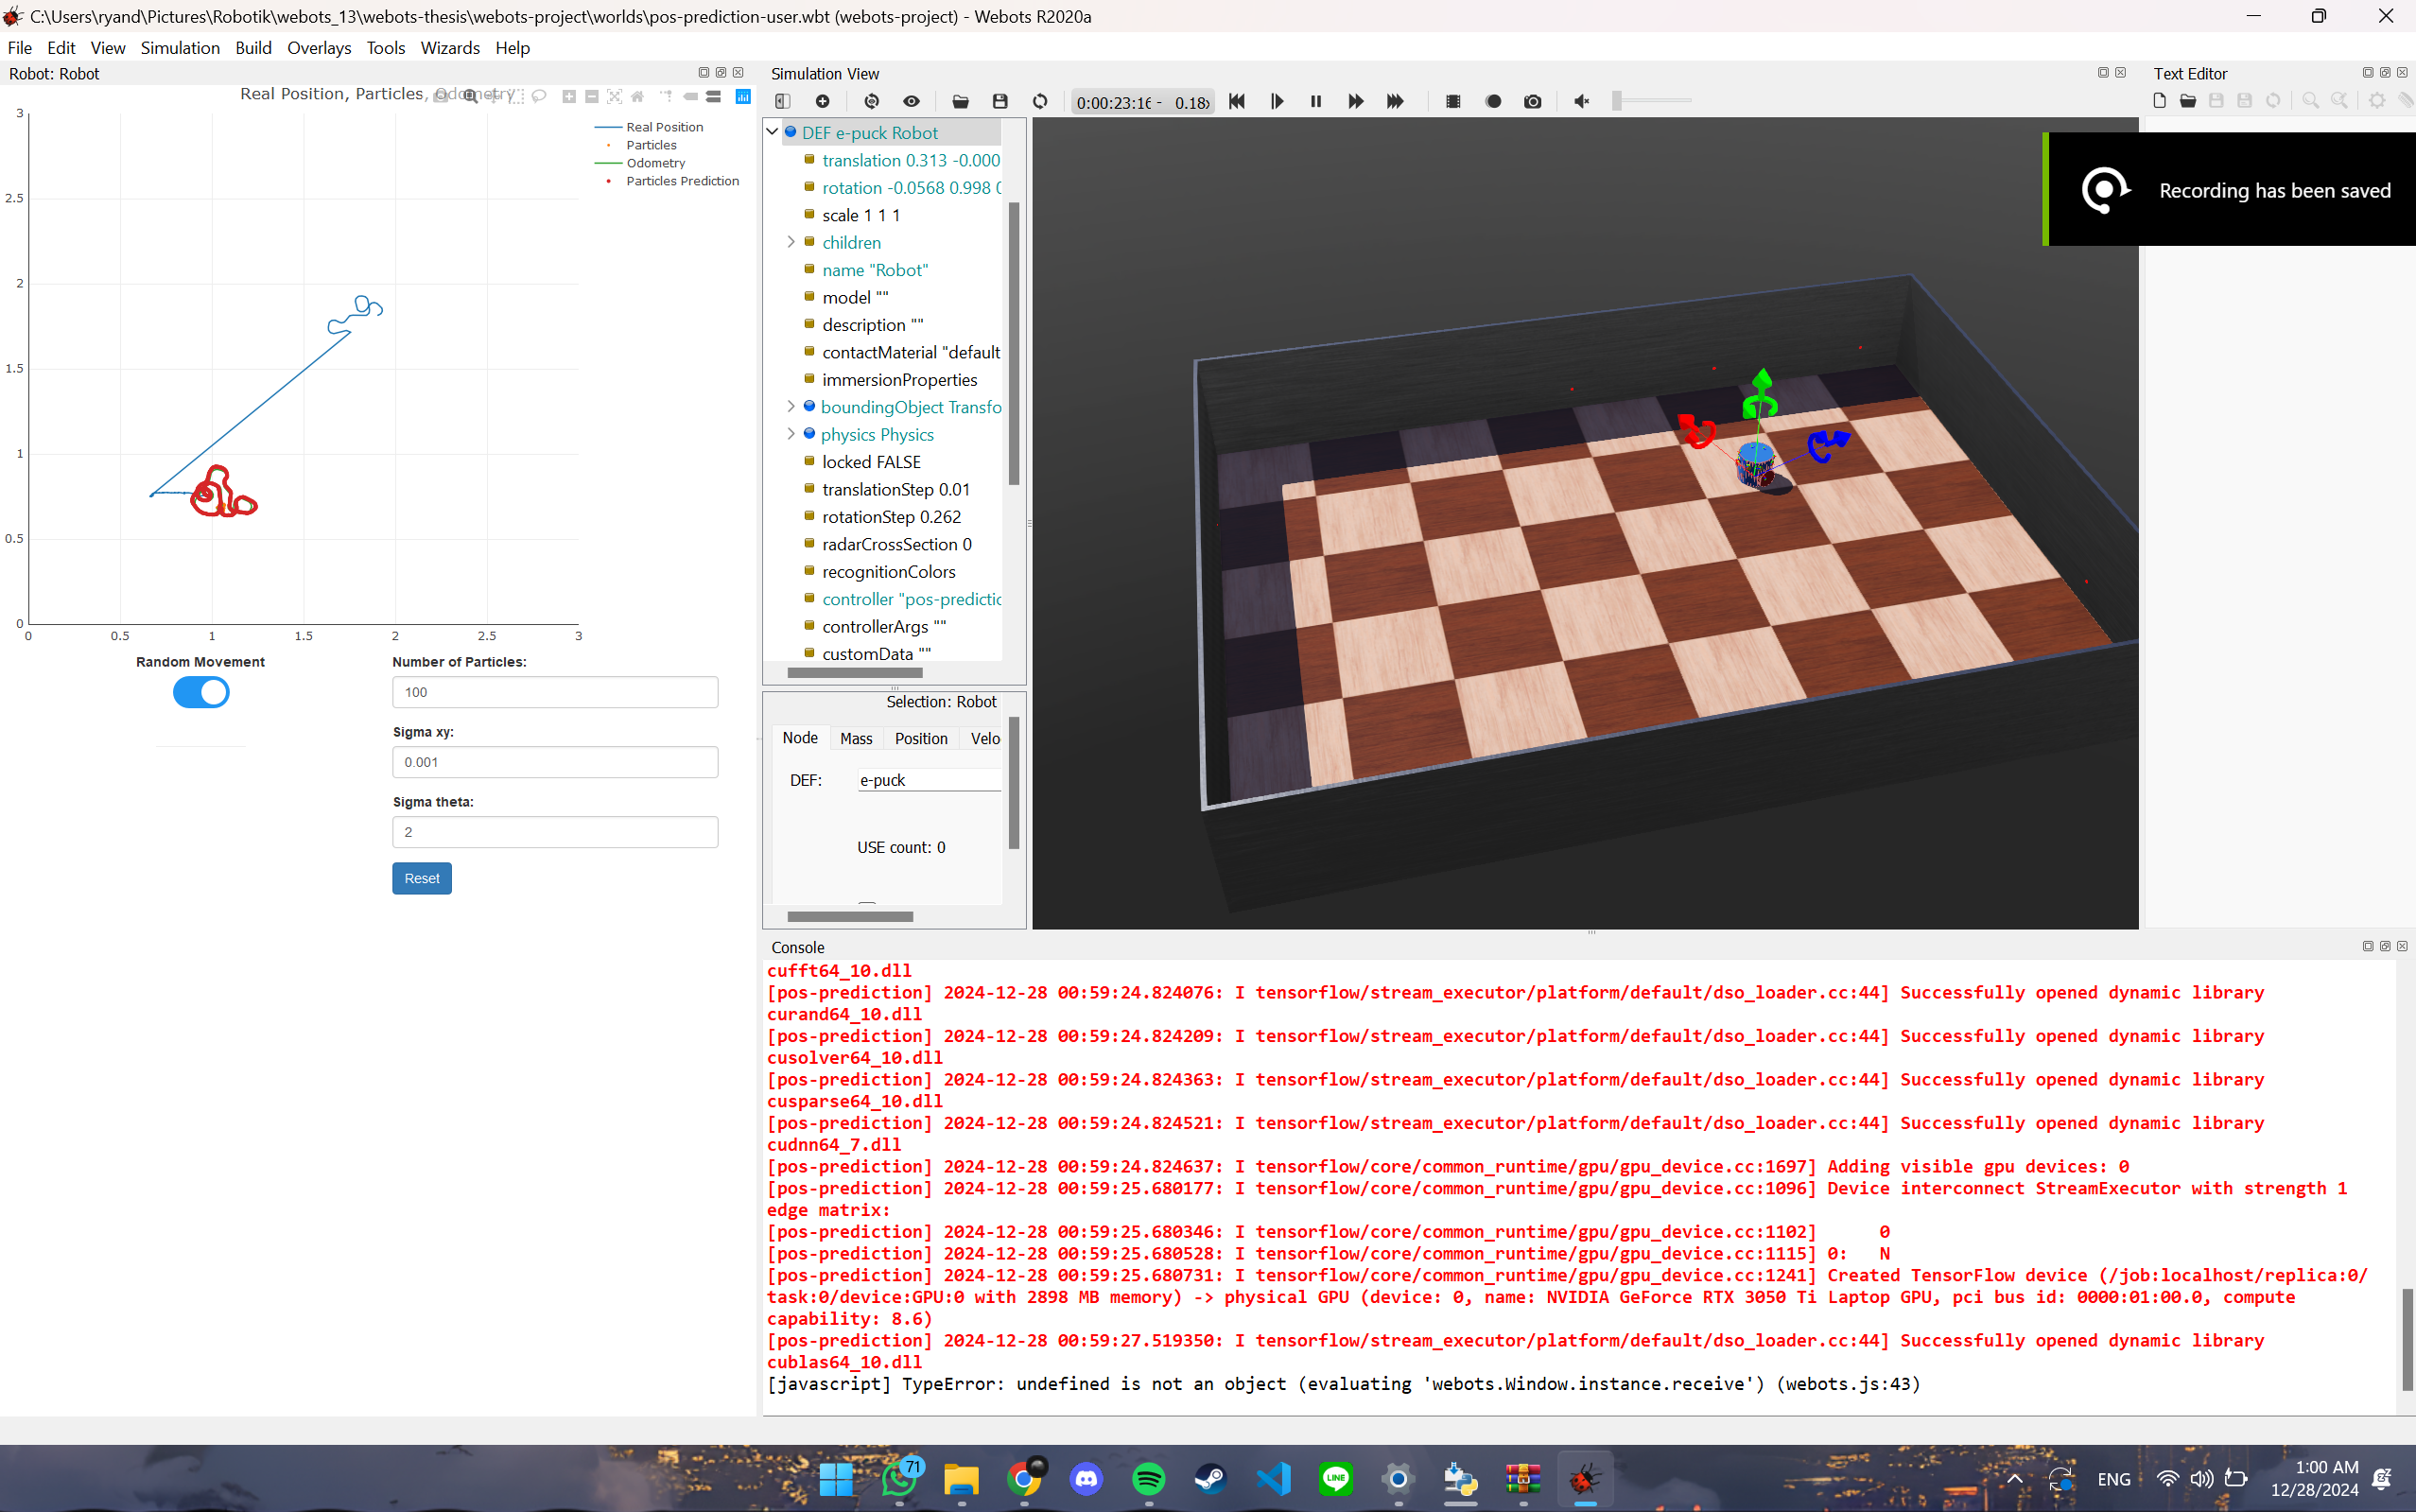 C:\Users\ryand\Pictures\Robotik\webots_13\webots-thesis\webots-project\worlds\pos-prediction-user.wbt (webots-project) - Webots R2020a
File Edit View Simulation Build Overlays Tools Wizards Help
Robot: Robot
Real Position, Particles, Odometry
3
2.5
2
1.5
1
0.5
0
0 0.5 1 1.5 2 2.5 3
Real Position
Particles
Odometry
Particles Prediction
Random Movement
Number of Particles:
100
Sigma xy:
0.001
Sigma theta:
2
Reset
Simulation View
0:00:23:16 - 0.18x
DEF e-puck Robot
translation 0.313 -0.000
rotation -0.0568 0.998 0
scale 1 1 1
children
name "Robot"
model ""
description ""
contactMaterial "default
immersionProperties
boundingObject Transfo
physics Physics
locked FALSE
translationStep 0.01
rotationStep 0.262
radarCrossSection 0
recognitionColors
controller "pos-predictio
controllerArgs ""
customData ""
Selection: Robot
Node Mass Position Velo
DEF: e-puck
USE count: 0
Text Editor
Recording has been saved
Console
cufft64_10.dll
[pos-prediction] 2024-12-28 00:59:24.824076: I tensorflow/stream_executor/platform/default/dso_loader.cc:44] Successfully opened dynamic library
curand64_10.dll
[pos-prediction] 2024-12-28 00:59:24.824209: I tensorflow/stream_executor/platform/default/dso_loader.cc:44] Successfully opened dynamic library
cusolver64_10.dll
[pos-prediction] 2024-12-28 00:59:24.824363: I tensorflow/stream_executor/platform/default/dso_loader.cc:44] Successfully opened dynamic library
cusparse64_10.dll
[pos-prediction] 2024-12-28 00:59:24.824521: I tensorflow/stream_executor/platform/default/dso_loader.cc:44] Successfully opened dynamic library
cudnn64_7.dll
[pos-prediction] 2024-12-28 00:59:24.824637: I tensorflow/core/common_runtime/gpu/gpu_device.cc:1697] Adding visible gpu devices: 0
[pos-prediction] 2024-12-28 00:59:25.680177: I tensorflow/core/common_runtime/gpu/gpu_device.cc:1096] Device interconnect StreamExecutor with strength 1
edge matrix:
[pos-prediction] 2024-12-28 00:59:25.680346: I tensorflow/core/common_runtime/gpu/gpu_device.cc:1102] 0
[pos-prediction] 2024-12-28 00:59:25.680528: I tensorflow/core/common_runtime/gpu/gpu_device.cc:1115] 0: N
[pos-prediction] 2024-12-28 00:59:25.680731: I tensorflow/core/common_runtime/gpu/gpu_device.cc:1241] Created TensorFlow device (/job:localhost/replica:0/
task:0/device:GPU:0 with 2898 MB memory) -> physical GPU (device: 0, name: NVIDIA GeForce RTX 3050 Ti Laptop GPU, pci bus id: 0000:01:00.0, compute
capability: 8.6)
[pos-prediction] 2024-12-28 00:59:27.519350: I tensorflow/stream_executor/platform/default/dso_loader.cc:44] Successfully opened dynamic library
cublas64_10.dll
[javascript] TypeError: undefined is not an object (evaluating 'webots.Window.instance.receive') (webots.js:43)
71
LINE
ENG
1:00 AM
12/28/2024